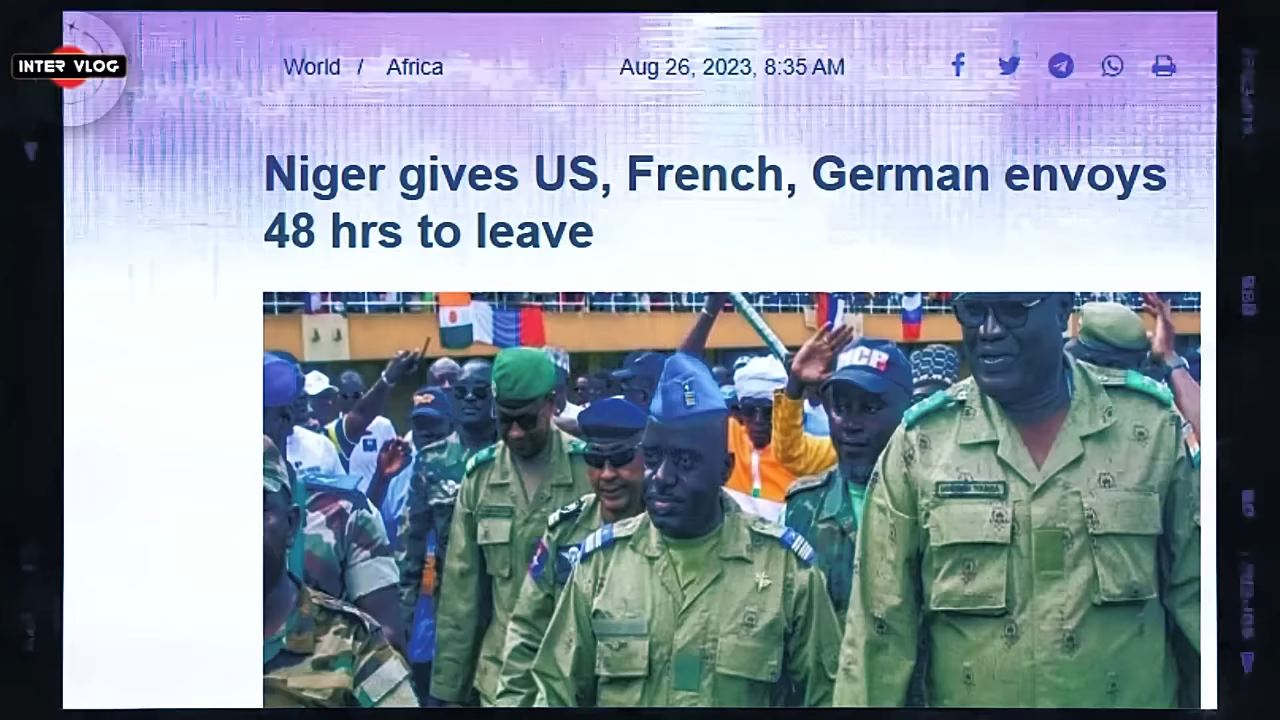 INTER VLOG
World / Africa
Aug 26, 2023, 8:35 AM
Niger gives US, French, German envoys
48 hrs to leave